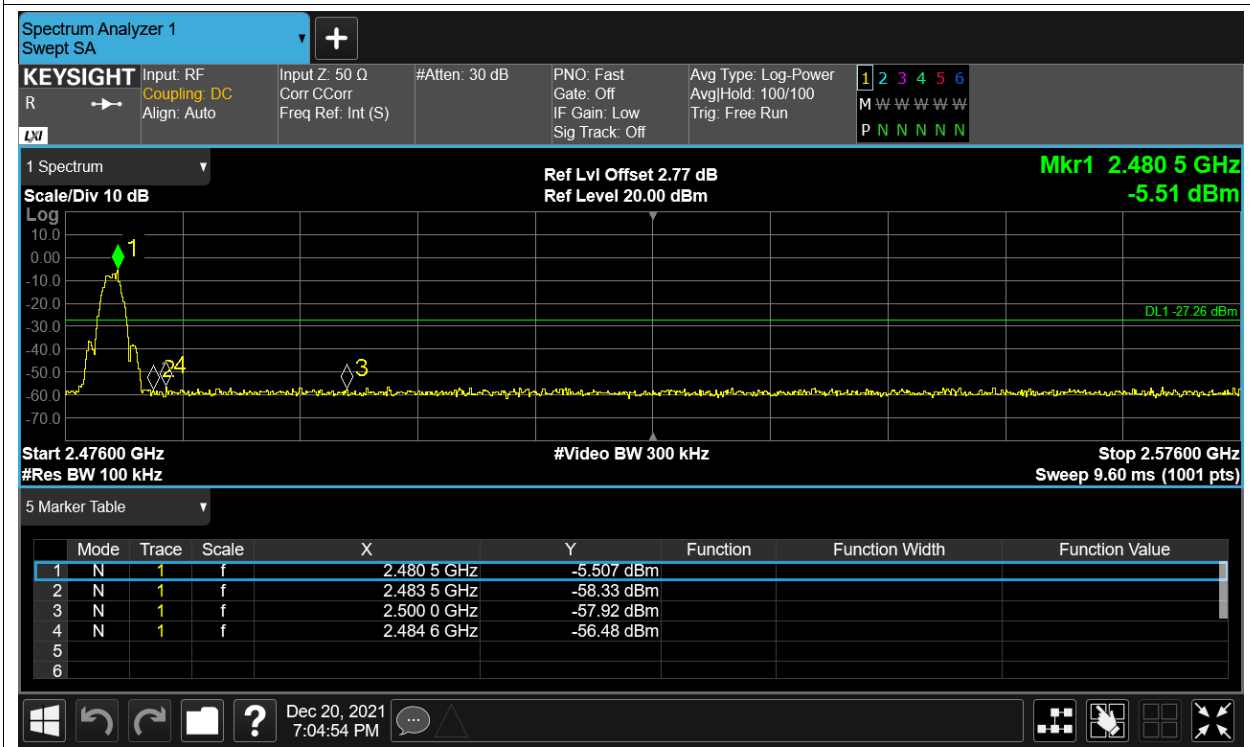 Spectrum Analyzer 1
Swept SA
KEYSIGHT Input: RF Input Z: 50 Ω #Atten: 30 dB PNO: Fast Avg Type: Log-Power 1 2 3 4 5 6
R Coupling: DC Corr CCorr Gate: Off Avg|Hold: 100/100 M W W W W W
Align: Auto Freq Ref: Int (S) IF Gain: Low Trig: Free Run
LXI Sig Track: Off P N N N N N
1 Spectrum Ref Lvl Offset 2.77 dB Mkr1 2.480 5 GHz
Scale/Div 10 dB Ref Level 20.00 dBm -5.51 dBm
Log
10.0
1
0.00
-10.0
-20.0
DL1 -27.26 dBm
-30.0
-40.0
2 4 3
-50.0
-60.0
-70.0
Start 2.47600 GHz #Video BW 300 kHz Stop 2.57600 GHz
#Res BW 100 kHz Sweep 9.60 ms (1001 pts)
5 Marker Table
Mode Trace Scale X Y Function Function Width Function Value
1 N 1 f 2.480 5 GHz -5.507 dBm
2 N 1 f 2.483 5 GHz -58.33 dBm
3 N 1 f 2.500 0 GHz -57.92 dBm
4 N 1 f 2.484 6 GHz -56.48 dBm
5
6
? Dec 20, 2021
7:04:54 PM